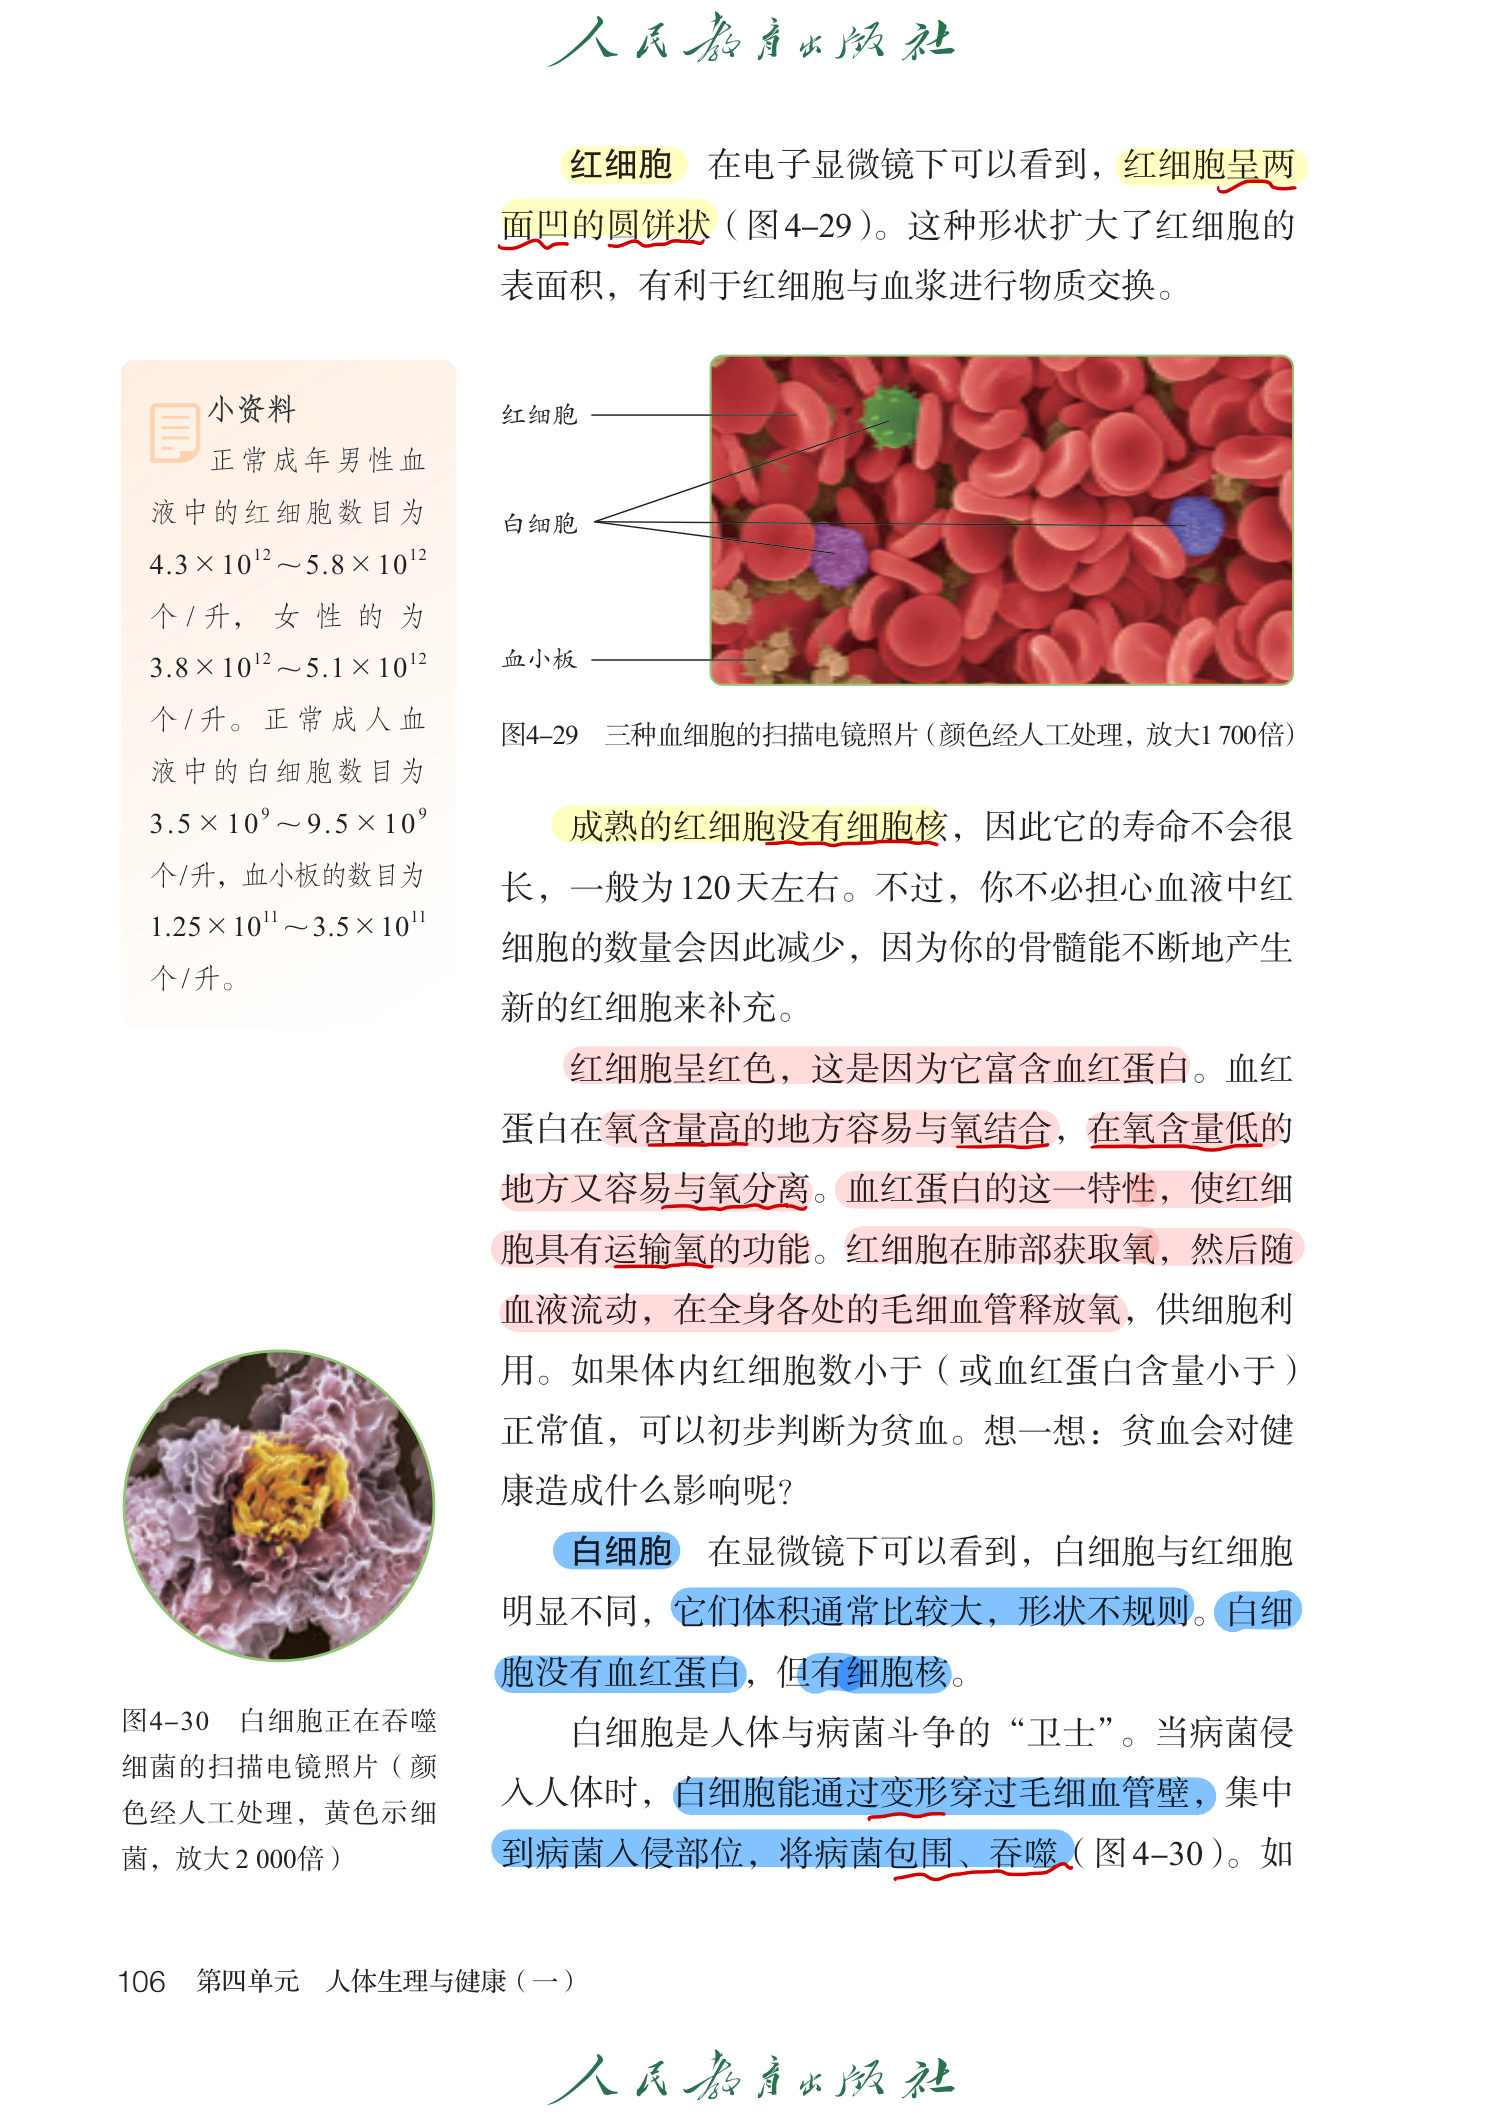 人民教育出版社
红细胞 在电子显微镜下可以看到，红细胞呈两
面凹的圆饼状（图4–29）。这种形状扩大了红细胞的
表面积，有利于红细胞与血浆进行物质交换。
小资料
正常成年男性血
液中的红细胞数目为
4.3×10¹²～5.8×10¹²
个/升，女性的为
3.8×10¹²～5.1×10¹²
个/升。正常成人血
液中的白细胞数目为
3.5×10⁹～9.5×10⁹
个/升，血小板的数目为
1.25×10¹¹～3.5×10¹¹
个/升。
红细胞
白细胞
血小板
图4–29 三种血细胞的扫描电镜照片（颜色经人工处理，放大1 700倍）
成熟的红细胞没有细胞核，因此它的寿命不会很
长，一般为120天左右。不过，你不必担心血液中红
细胞的数量会因此减少，因为你的骨髓能不断地产生
新的红细胞来补充。
红细胞呈红色，这是因为它富含血红蛋白。血红
蛋白在氧含量高的地方容易与氧结合，在氧含量低的
地方又容易与氧分离。血红蛋白的这一特性，使红细
胞具有运输氧的功能。红细胞在肺部获取氧，然后随
血液流动，在全身各处的毛细血管释放氧，供细胞利
用。如果体内红细胞数小于（或血红蛋白含量小于）
正常值，可以初步判断为贫血。想一想：贫血会对健
康造成什么影响呢？
白细胞 在显微镜下可以看到，白细胞与红细胞
明显不同，它们体积通常比较大，形状不规则。白细
胞没有血红蛋白，但有细胞核。
白细胞是人体与病菌斗争的“卫士”。当病菌侵
入人体时，白细胞能通过变形穿过毛细血管壁，集中
到病菌入侵部位，将病菌包围、吞噬（图4–30）。如
图4–30 白细胞正在吞噬
细菌的扫描电镜照片（颜
色经人工处理，黄色示细
菌，放大2 000倍）
106 第四单元 人体生理与健康（一）
人民教育出版社